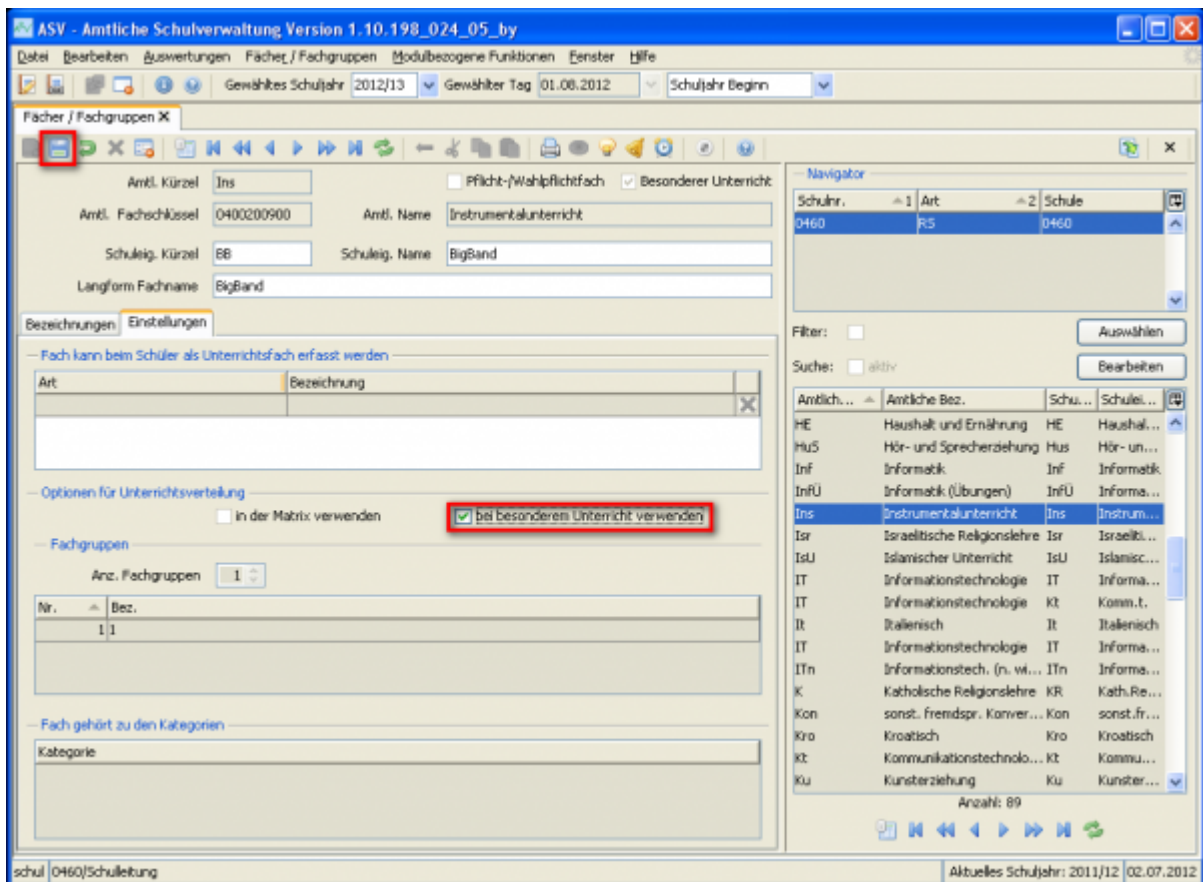 ASV - Amtliche Schulverwaltung Version 1.10.198_024_05_by
Datei Bearbeiten Auswertungen Fächer / Fachgruppen Modulbezogene Funktionen Fenster Hilfe
Gewähltes Schuljahr 2012/13 Gewählter Tag 01.08.2012 Schuljahr Beginn
Fächer / Fachgruppen X
Amtl. Kürzel Ins Pflicht-/Wahlpflichtfach Besonderer Unterricht
Amtl. Fachschlüssel 0400200900 Amtl. Name Instrumentalunterricht
Schuleig. Kürzel BB Schuleig. Name BigBand
Langform Fachname BigBand
Bezeichnungen Einstellungen
Fach kann beim Schüler als Unterrichtsfach erfasst werden
Art Bezeichnung
Optionen für Unterrichtsverteilung
in der Matrix verwenden bei besonderem Unterricht verwenden
Fachgruppen
Anz. Fachgruppen 1
Nr. Bez.
1 1
Fach gehört zu den Kategorien
Kategorie
Navigator
Schulnr. 1 Art 2 Schule
0460 RS 0460
Filter: Auswählen
Suche: aktiv Bearbeiten
Amtlich... Amtliche Bez. Schu... Schulei...
HE Haushalt und Ernährung HE Haushal...
HuS Hör- und Sprecherziehung Hus Hör- un...
Inf Informatik Inf Informatik
InfÜ Informatik (Übungen) InfÜ Informa...
Ins Instrumentalunterricht Ins Instrum...
Isr Israelitische Religionslehre Isr Israeliti...
IsU Islamischer Unterricht IsU Islamisc...
IT Informationstechnologie IT Informa...
IT Informationstechnologie Kt Komm.t.
It Italienisch It Italienisch
IT Informationstechnologie IT Informa...
ITn Informationstech. (n. wi... ITn Informa...
K Katholische Religionslehre KR Kath.Re...
Kon sonst. fremdspr. Konver... Kon sonst.fr...
Kro Kroatisch Kro Kroatisch
Kt Kommunikationstechnolo... Kt Kommu...
Ku Kunsterziehung Ku Kunster...
Anzahl: 89
schul 0460/Schulleitung Aktuelles Schuljahr: 2011/12 02.07.2012